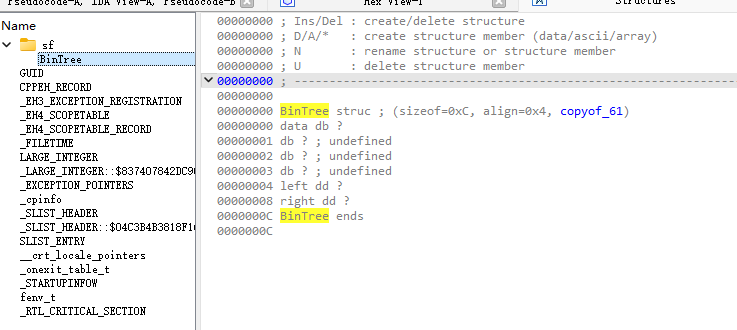 Pseudocode-A, IDA View-A, Pseudocode-B
Hex View-1
Structures
Name
sf
BinTree
GUID
CPPEH_RECORD
_EH3_EXCEPTION_REGISTRATION
_EH4_SCOPETABLE
_EH4_SCOPETABLE_RECORD
_FILETIME
LARGE_INTEGER
_LARGE_INTEGER::$837407842DC9
_EXCEPTION_POINTERS
_cpinfo
_SLIST_HEADER
_SLIST_HEADER::$04C3B4B3818F1
SLIST_ENTRY
__crt_locale_pointers
_onexit_table_t
_STARTUPINFOW
fenv_t
_RTL_CRITICAL_SECTION
00000000 ; Ins/Del : create/delete structure
00000000 ; D/A/* : create structure member (data/ascii/array)
00000000 ; N : rename structure or structure member
00000000 ; U : delete structure member
00000000 ; ---------------------------------------------------------------
00000000
00000000 BinTree struc ; (sizeof=0xC, align=0x4, copyof_61)
00000000 data db ?
00000001 db ? ; undefined
00000002 db ? ; undefined
00000003 db ? ; undefined
00000004 left dd ?
00000008 right dd ?
0000000C BinTree ends
0000000C